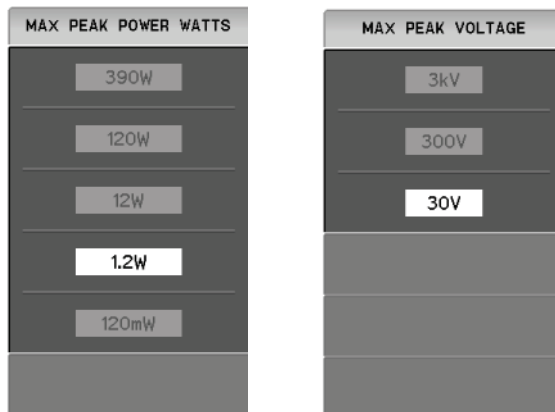 MAX PEAK POWER WATTS
390W
120W
12W
1.2W
120mW
MAX PEAK VOLTAGE
3kV
300V
30V